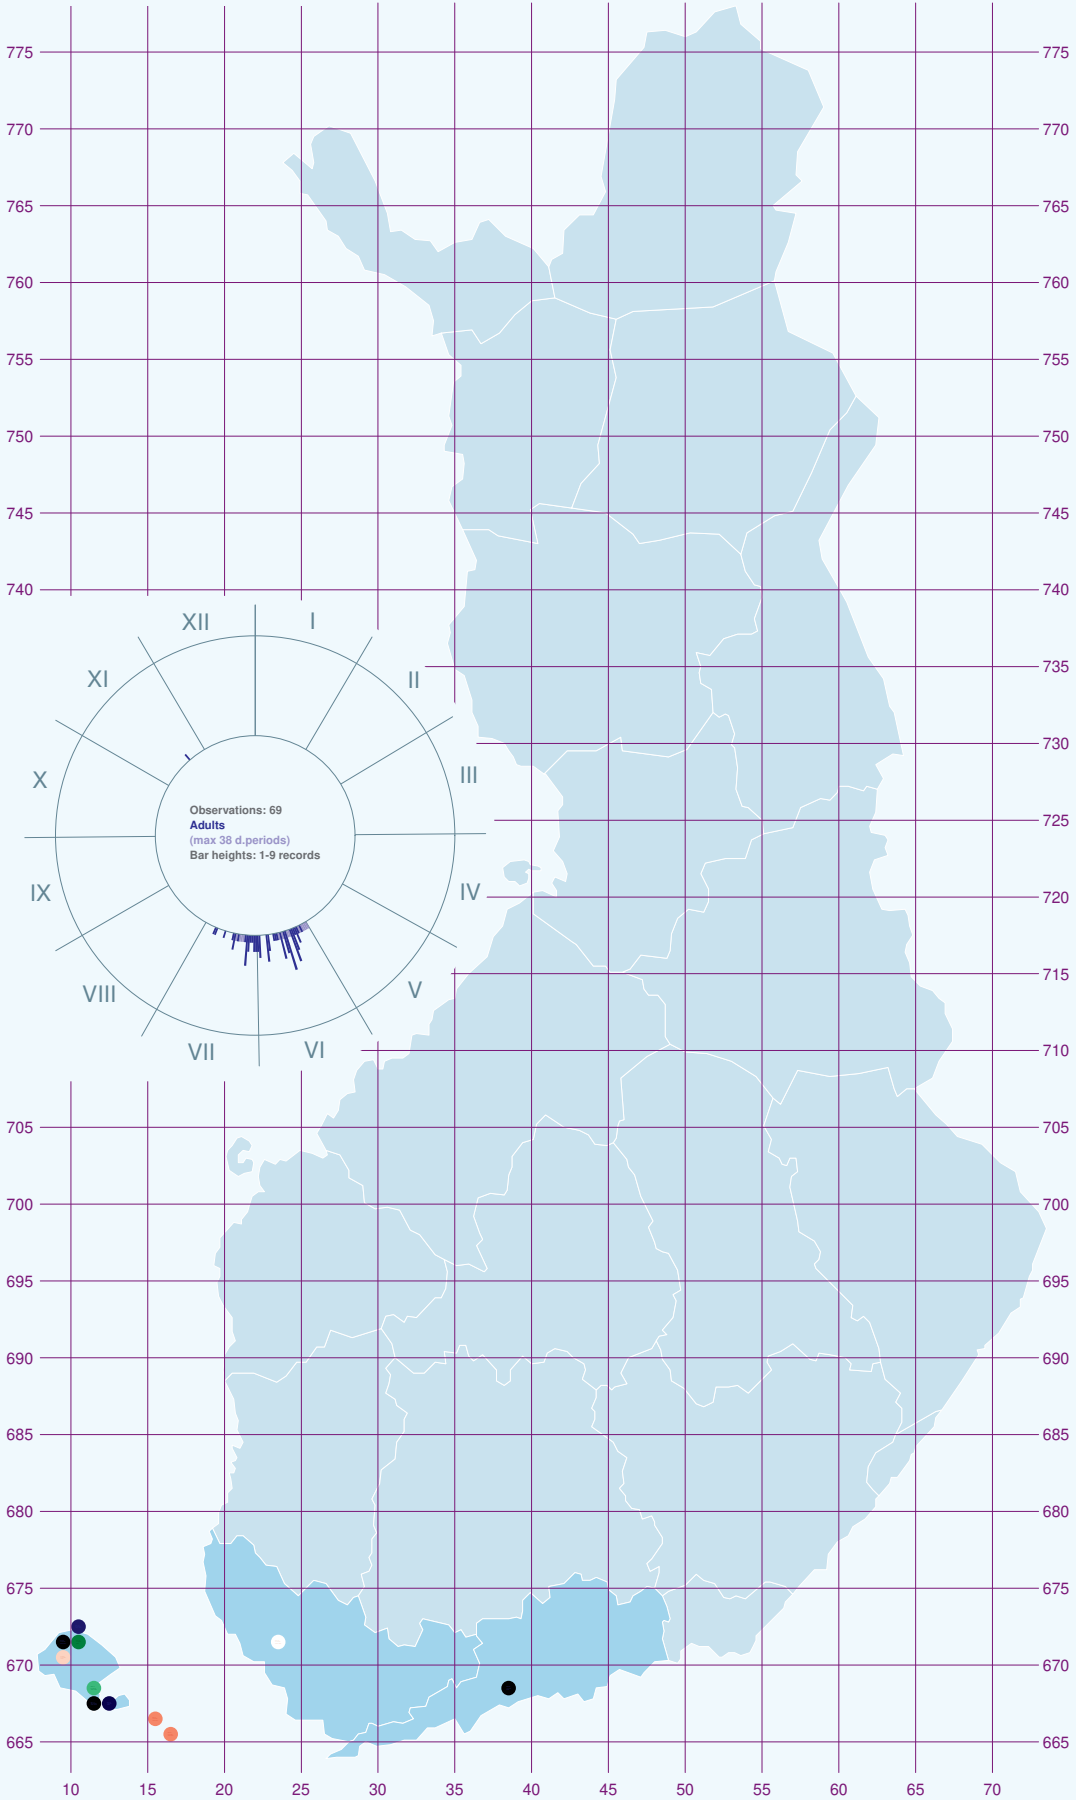 775 775
770 770
765 765
760 760
755 755
750 750
745 745
740 740
XII I
735
XI II
730
X III
Observations: 69
Adults
(max 38 d.periods)
Bar heights: 1-9 records
725
IX IV
720
VIII V
715
VII VI
710
705 705
700 700
695 695
690 690
685 685
680 680
675 675
670 670
665 665
10 15 20 25 30 35 40 45 50 55 60 65 70